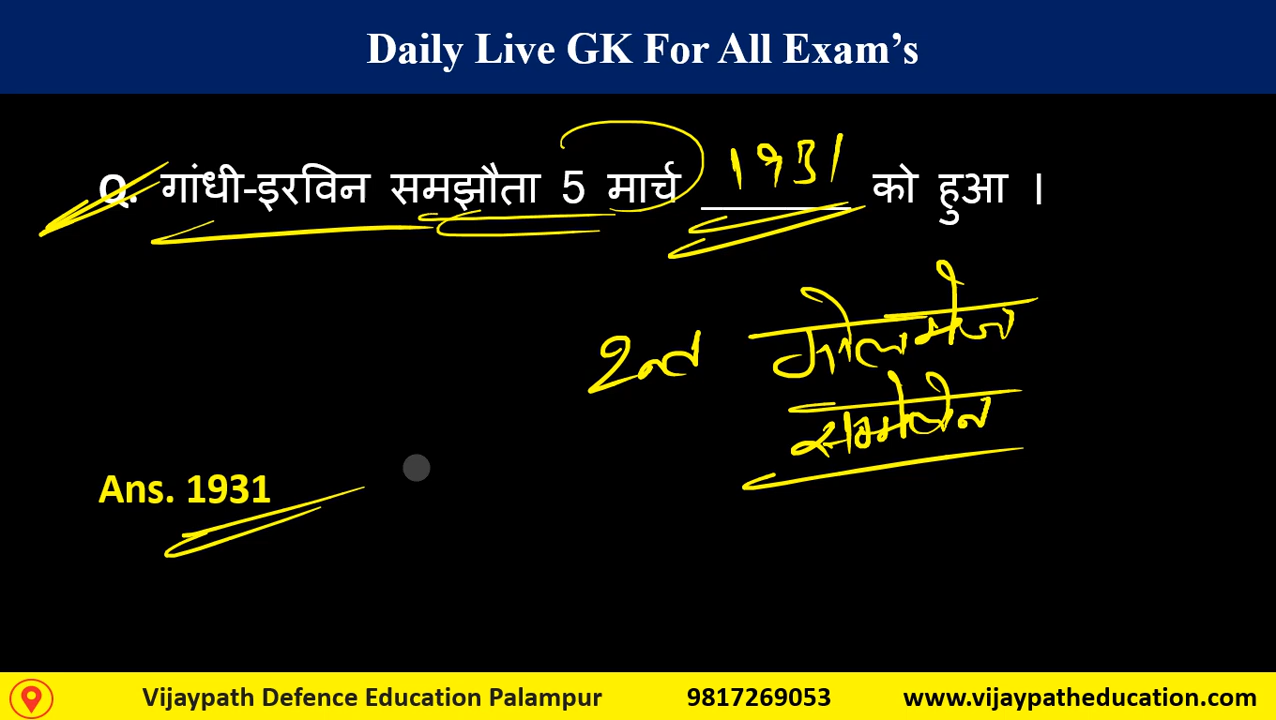 Daily Live GK For All Exam’s
Q. गांधी-इरविन समझौता 5 मार्च 1931 को हुआ ।
2nd गोलमेज
सम्मेलन
Ans. 1931
Vijaypath Defence Education Palampur 9817269053 www.vijaypatheducation.com